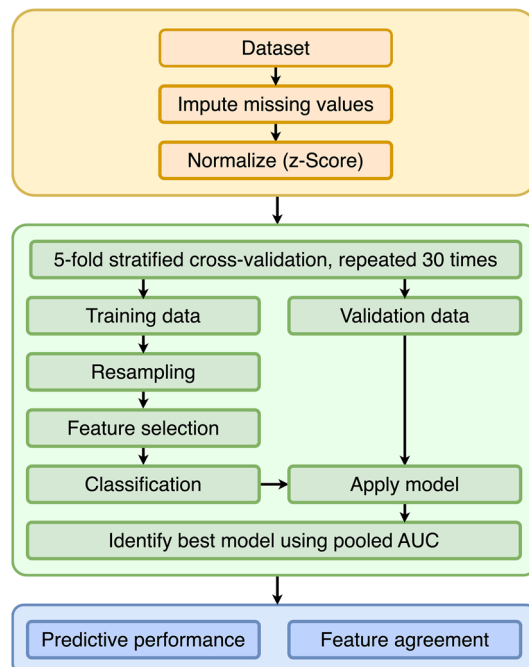 Dataset
Impute missing values
Normalize (z-Score)
5-fold stratified cross-validation, repeated 30 times
Training data
Validation data
Resampling
Feature selection
Classification
Apply model
Identify best model using pooled AUC
Predictive performance
Feature agreement